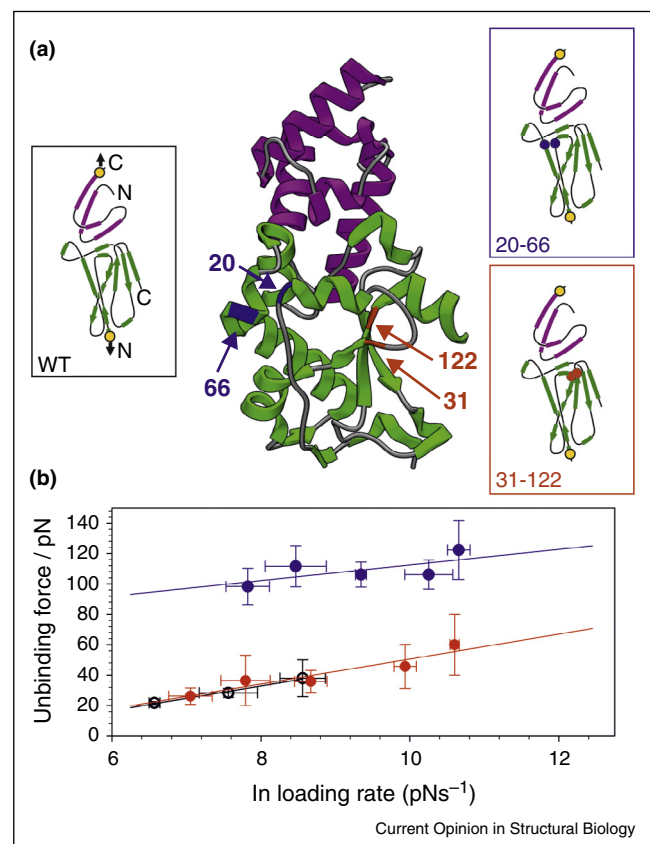 (a)
C
N
C
N
WT
20
66
122
31
20-66
31-122
(b)
Unbinding force / pN
140
120
100
80
60
40
20
0
6
8
10
12
In loading rate (pNs⁻¹)
Current Opinion in Structural Biology